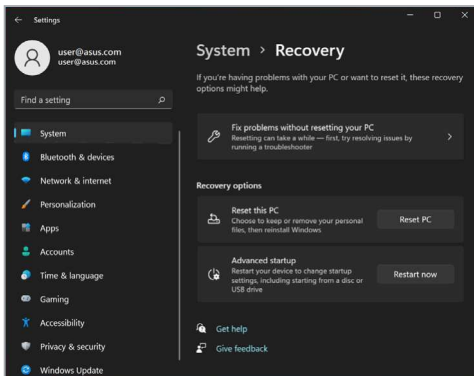 Settings
user@asus.com
user@asus.com
Find a setting
System
Bluetooth & devices
Network & internet
Personalization
Apps
Accounts
Time & language
Gaming
Accessibility
Privacy & security
Windows Update
System > Recovery
If you're having problems with your PC or want to reset it, these recovery
options might help.
Fix problems without resetting your PC
Resetting can take a while — first, try resolving issues by
running a troubleshooter
Recovery options
Reset this PC
Choose to keep or remove your personal
files, then reinstall Windows
Reset PC
Advanced startup
Restart your device to change startup
settings, including starting from a disc or
USB drive
Restart now
Get help
Give feedback